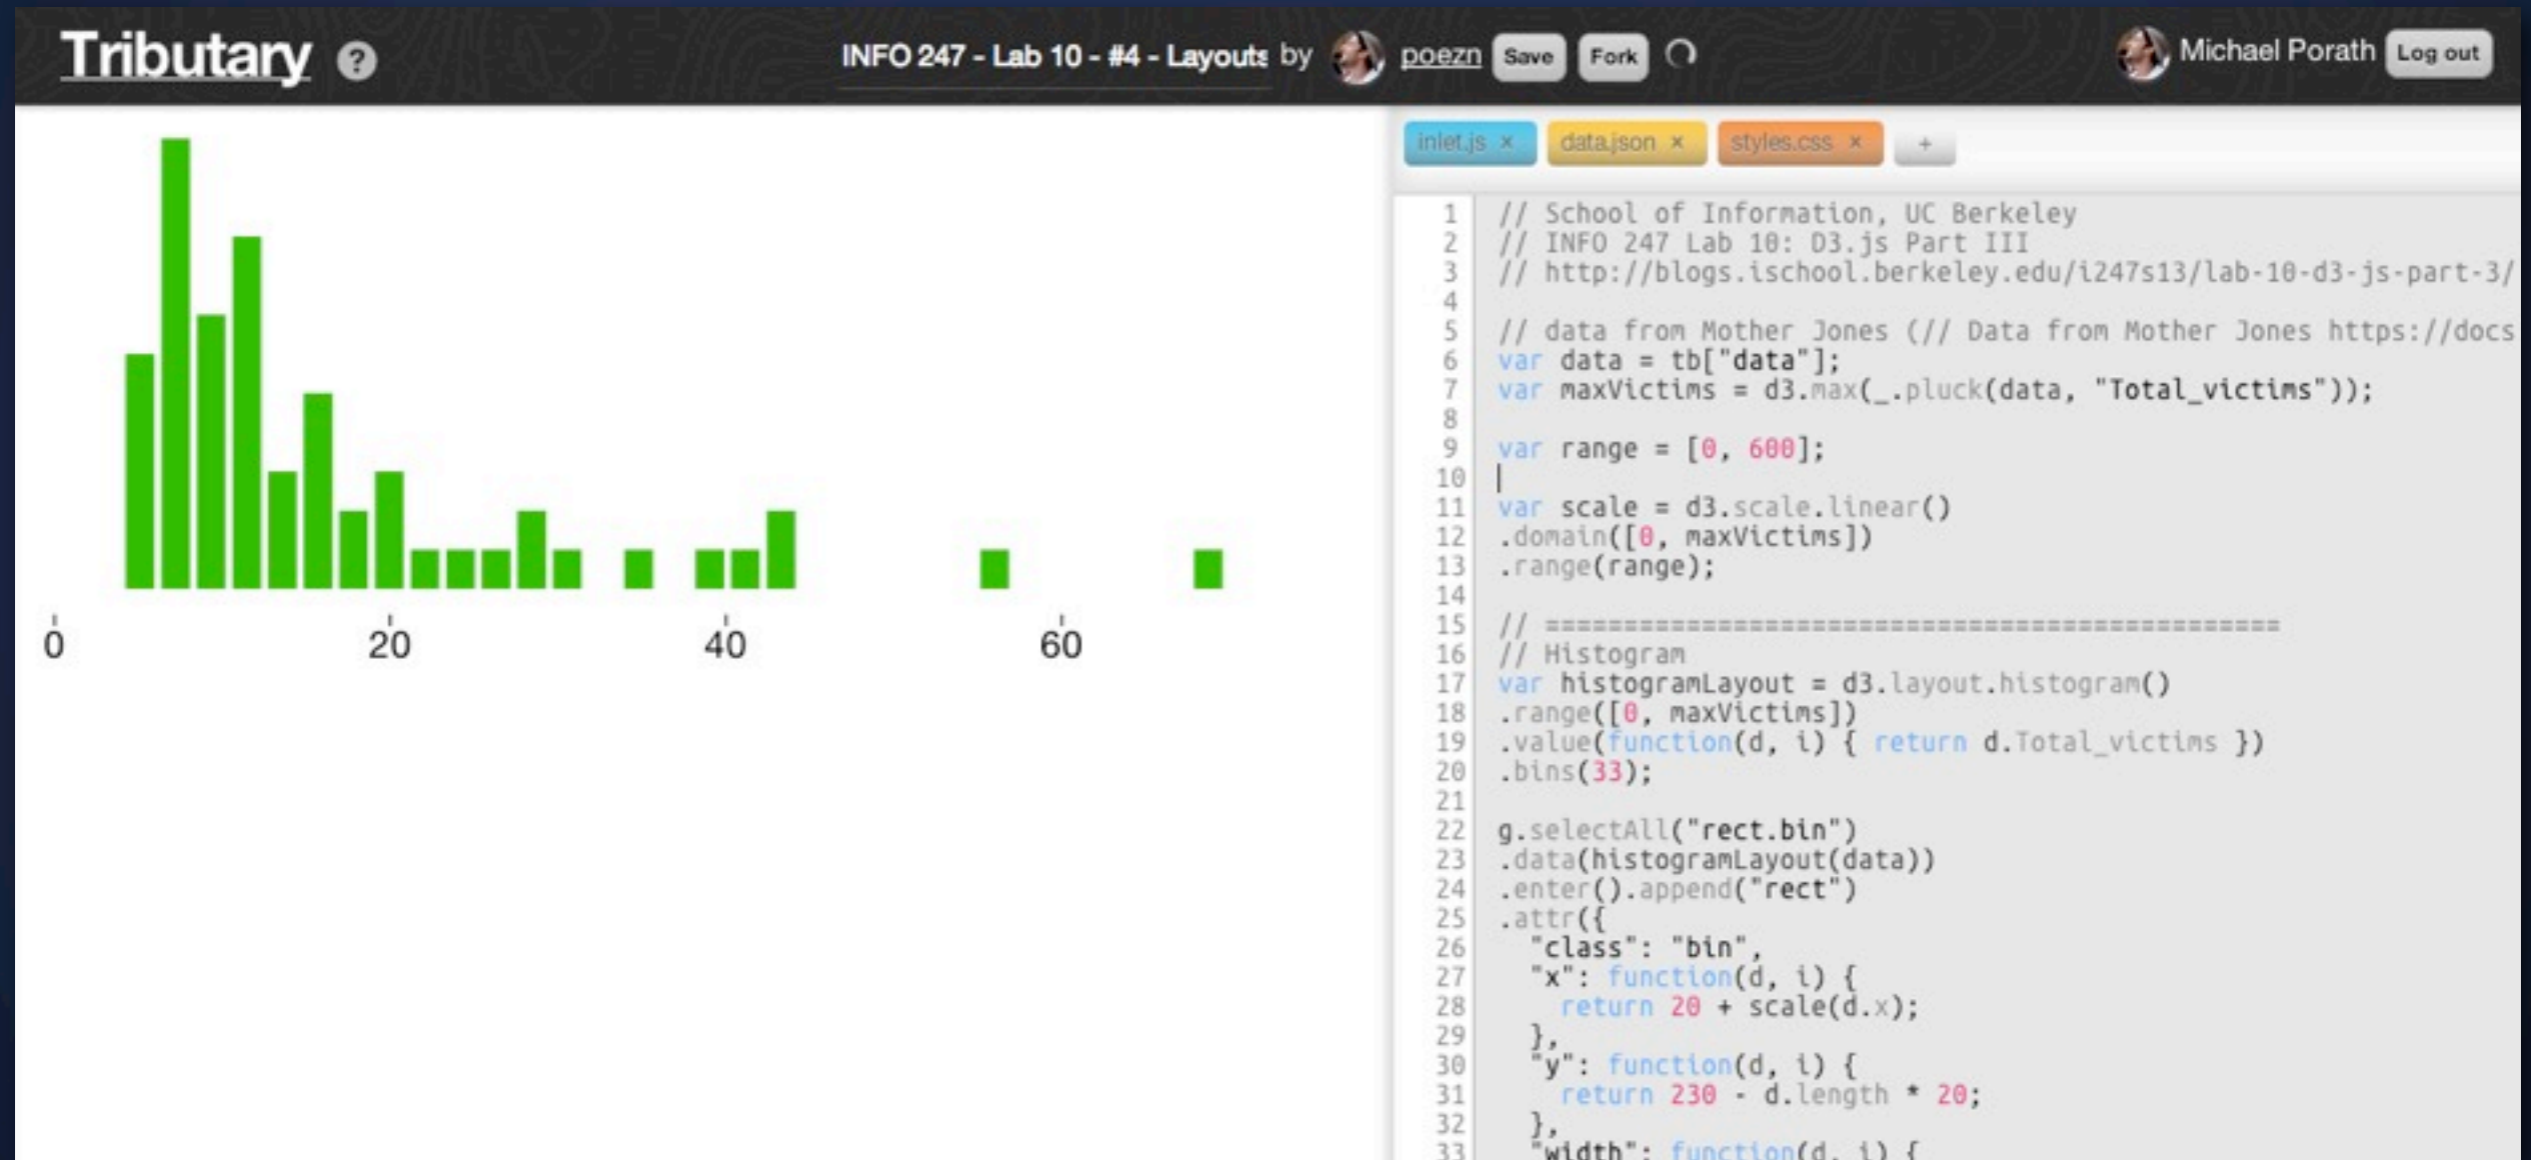 Tributary ?
INFO 247 - Lab 10 - #4 - Layouts by poezn Save Fork
Michael Porath Log out
0 20 40 60
inlet.js × data.json × styles.css × +
1 // School of Information, UC Berkeley
2 // INFO 247 Lab 10: D3.js Part III
3 // http://blogs.ischool.berkeley.edu/i247s13/lab-10-d3-js-part-3/
4
5 // data from Mother Jones (// Data from Mother Jones https://docs
6 var data = tb["data"];
7 var maxVictims = d3.max(_.pluck(data, "Total_victims"));
8
9 var range = [0, 600];
10
11 var scale = d3.scale.linear()
12 .domain([0, maxVictims])
13 .range(range);
14
15 // ===============================================
16 // Histogram
17 var histogramLayout = d3.layout.histogram()
18 .range([0, maxVictims])
19 .value(function(d, i) { return d.Total_victims })
20 .bins(33);
21
22 g.selectAll("rect.bin")
23 .data(histogramLayout(data))
24 .enter().append("rect")
25 .attr({
26 "class": "bin",
27 "x": function(d, i) {
28 return 20 + scale(d.x);
29 },
30 "y": function(d, i) {
31 return 230 - d.length * 20;
32 },
33 "width": function(d, i) {